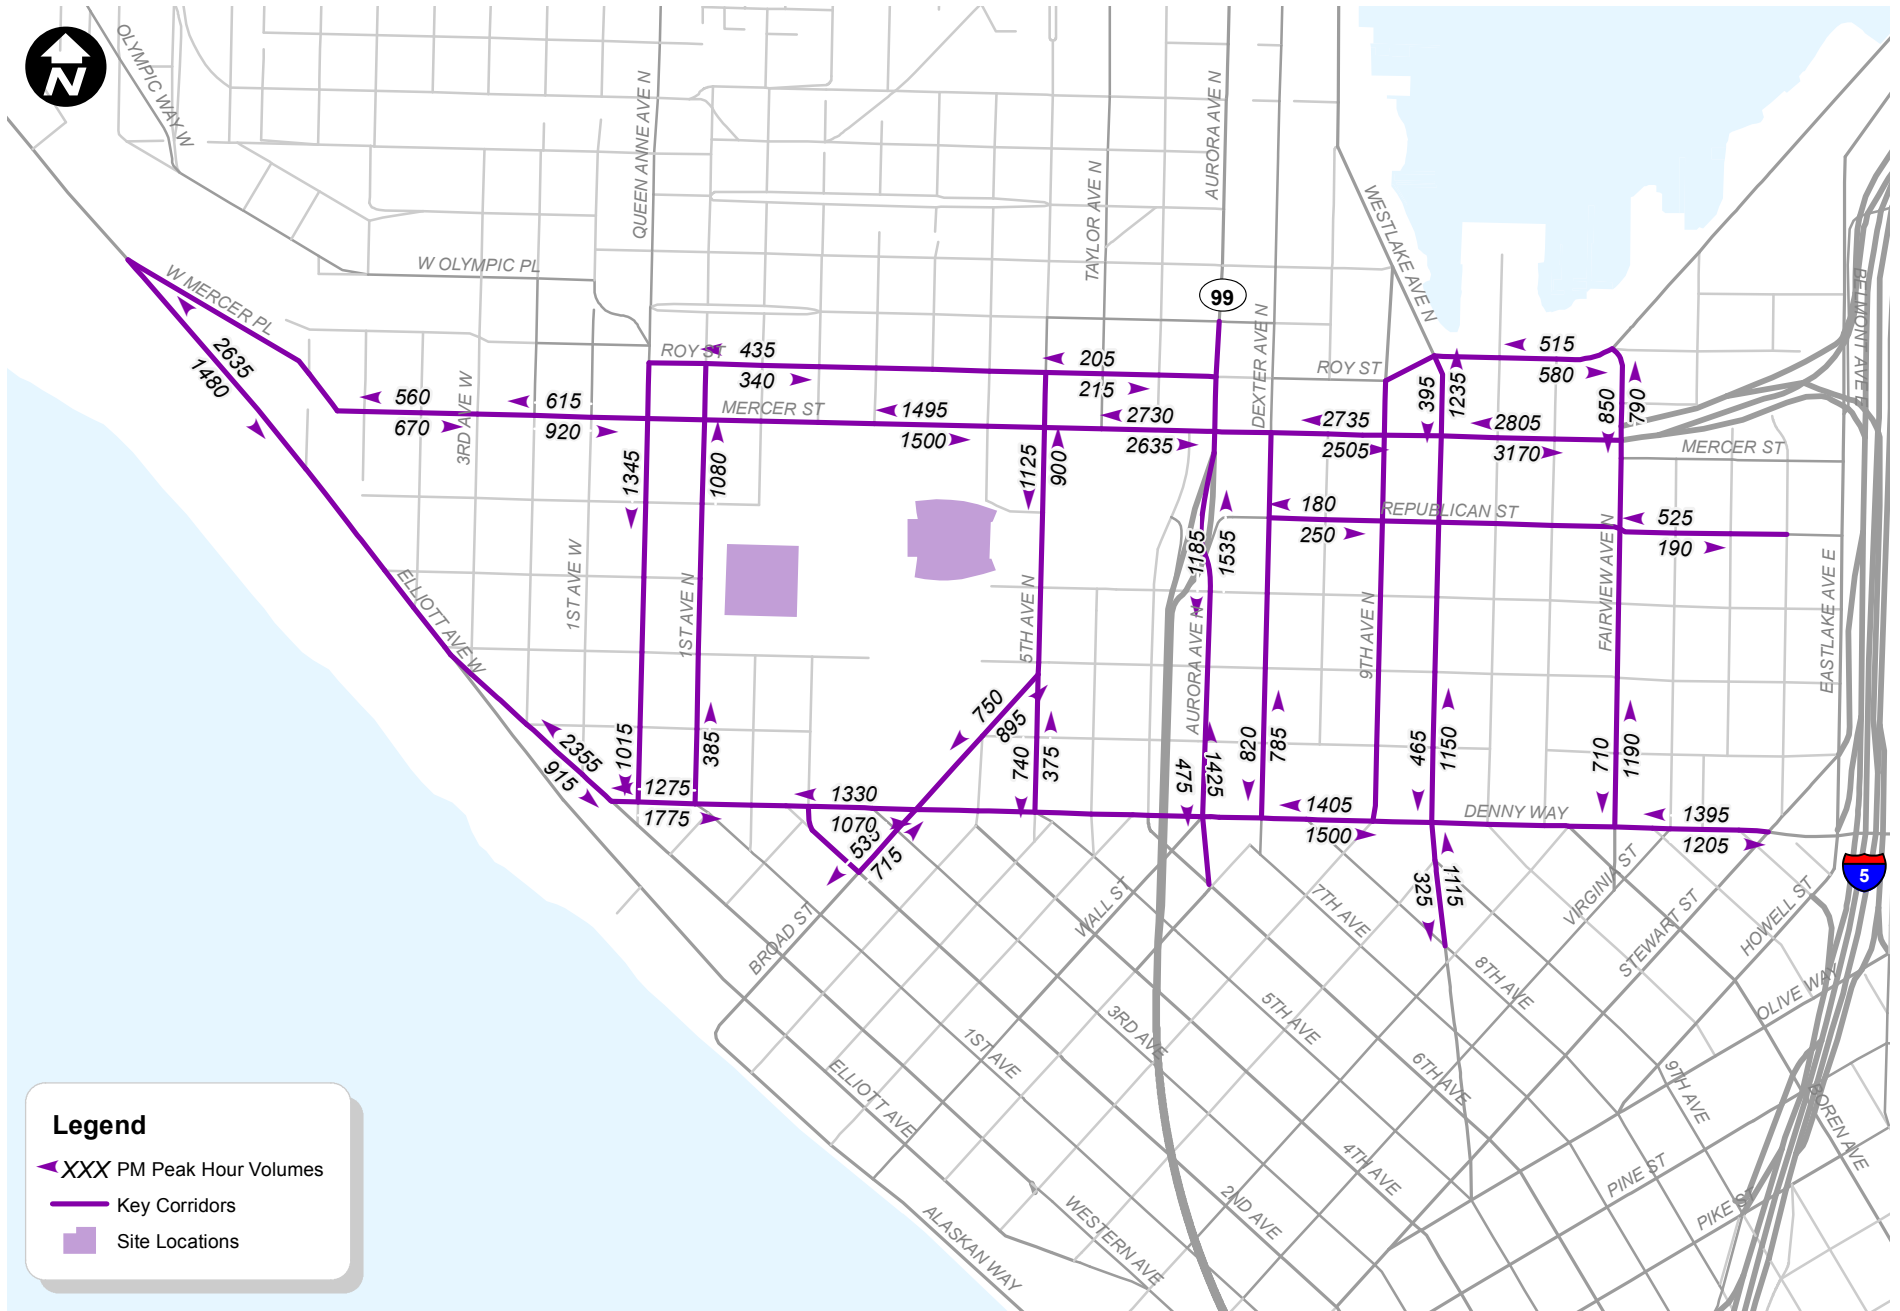 N
OLYMPIC WAY W
QUEEN ANNE AVE N
TAYLOR AVE N
AURORA AVE N
WESTLAKE AVE N
DEXTER AVE N
BELMONT AVE E
W OLYMPIC PL
W MERCER PL
99
2635
1480
ROY ST
435
340
205
215
ROY ST
515
580
395
1235
850
790
560
670
3RD AVE W
615
920
MERCER ST
1495
1500
2730
2635
2735
2505
2805
3170
MERCER ST
1345
1080
1125
900
180
250
REPUBLICAN ST
525
190
1185
1535
1ST AVE W
1ST AVE N
5TH AVE N
AURORA AVE N
9TH AVE N
FAIRVIEW AVE N
EASTLAKE AVE E
ELLIOTT AVE W
2355
915
1015
385
750
895
740
375
475
1425
820
785
465
1150
710
1190
1275
1775
1330
1070
715
1405
1500
DENNY WAY
1395
1205
325
1115
5
BROAD ST
WALL ST
7TH AVE
8TH AVE
VIRGINIA ST
STEWART ST
HOWELL ST
OLIVE WAY
1ST AVE
3RD AVE
5TH AVE
6TH AVE
9TH AVE
BOREN AVE
ELLIOTT AVE
4TH AVE
2ND AVE
PINE ST
PIKE ST
WESTERN AVE
ALASKAN WAY
Legend
XXX PM Peak Hour Volumes
Key Corridors
Site Locations